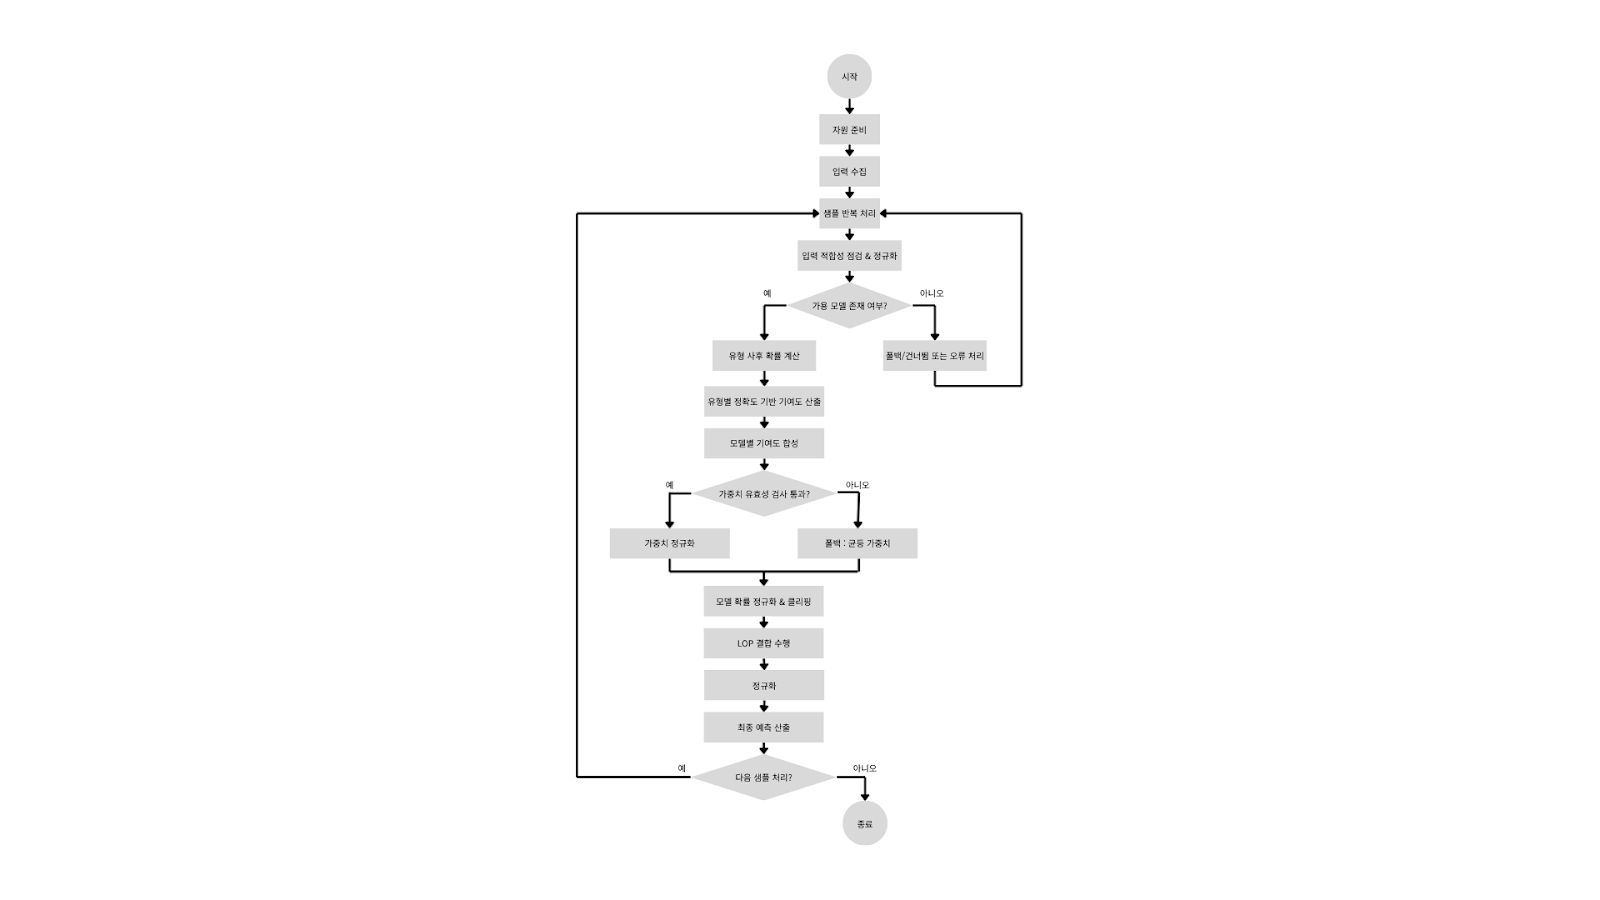 시작
자원 준비
입력 수집
샘플 반복 처리
입력 적합성 점검 & 정규화
가용 모델 존재 여부?
예
아니오
유형 사후 확률 계산
폴백/건너뜀 또는 오류 처리
유형별 정확도 기반 기여도 산출
모델별 기여도 합성
가중치 유효성 검사 통과?
예
아니오
가중치 정규화
폴백 : 균등 가중치
모델 확률 정규화 & 클리핑
LOP 결합 수행
정규화
최종 예측 산출
다음 샘플 처리?
예
아니오
종료